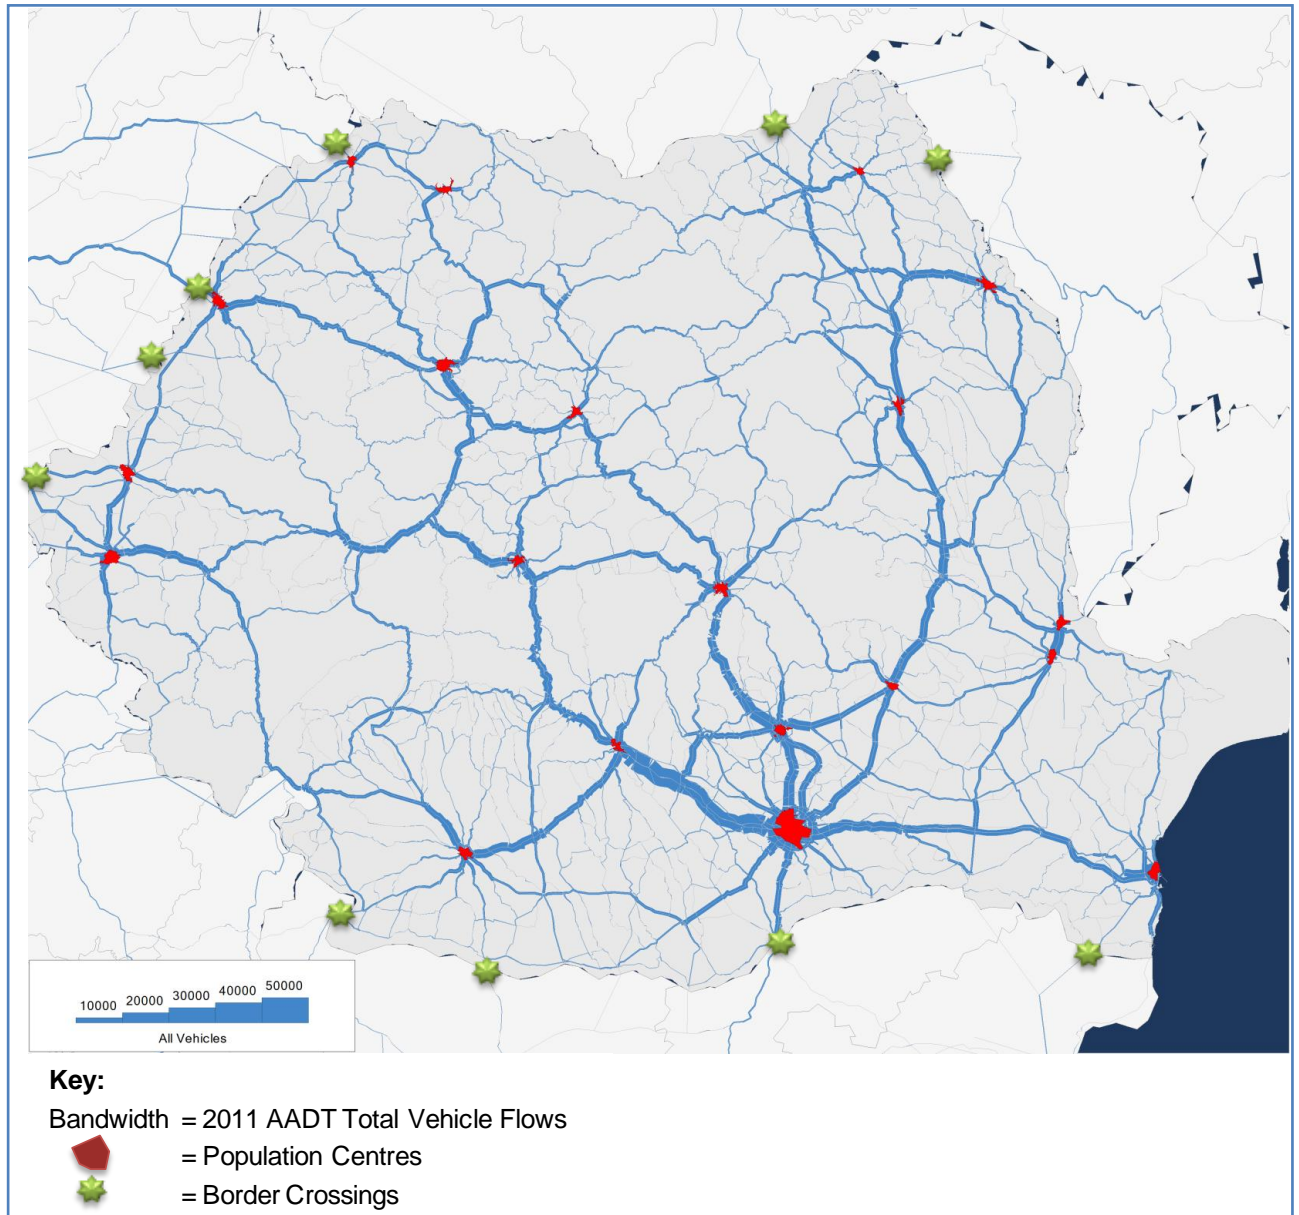 10000 20000 30000 40000 50000
All Vehicles
Key:
Bandwidth = 2011 AADT Total Vehicle Flows
= Population Centres
= Border Crossings